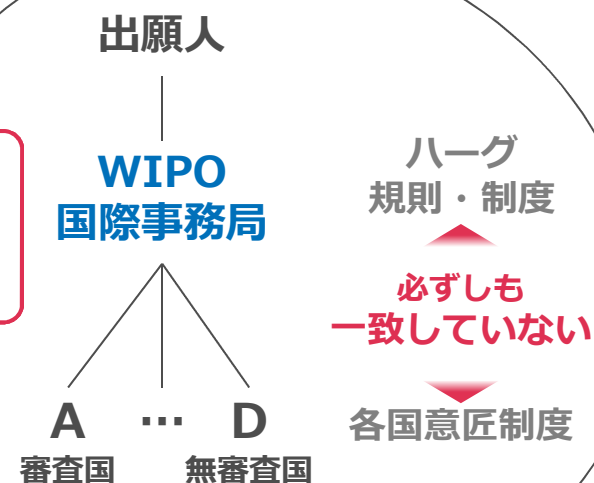 出願人
WIPO
国際事務局
A … D
審査国 無審査国
ハーグ
規則・制度
必ずしも
一致していない
各国意匠制度